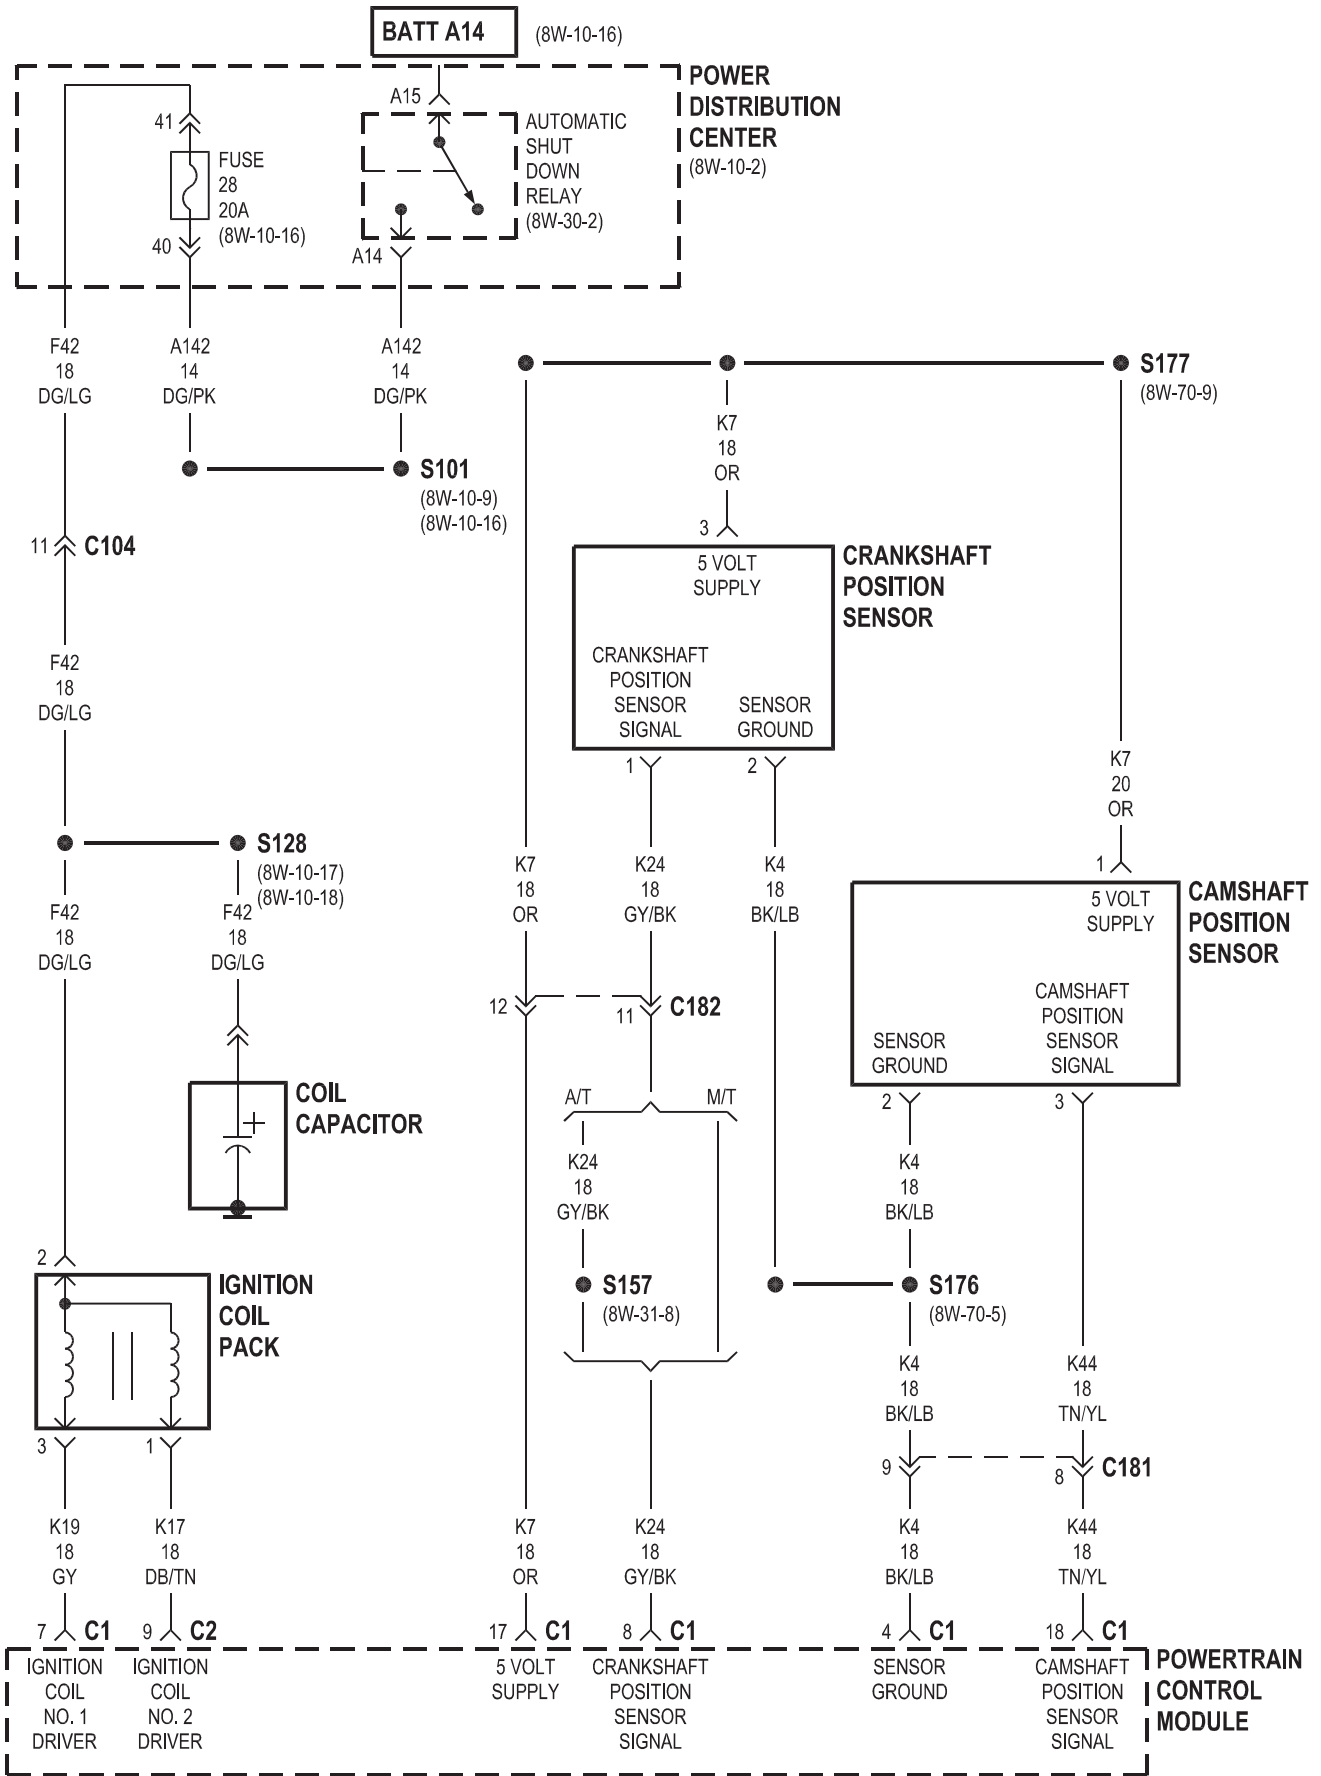 BATT A14
(8W-10-16)
POWER
DISTRIBUTION
CENTER
(8W-10-2)
A15
AUTOMATIC
SHUT
DOWN
RELAY
(8W-30-2)
A14
41
FUSE
28
20A
(8W-10-16)
40
F42
18
DG/LG
A142
14
DG/PK
A142
14
DG/PK
S101
(8W-10-9)
(8W-10-16)
S177
(8W-70-9)
K7
18
OR
3
5 VOLT
SUPPLY
CRANKSHAFT
POSITION
SENSOR
CRANKSHAFT
POSITION
SENSOR
SIGNAL
SENSOR
GROUND
1
2
11
C104
F42
18
DG/LG
S128
(8W-10-17)
(8W-10-18)
F42
18
DG/LG
F42
18
DG/LG
K7
18
OR
K24
18
GY/BK
K4
18
BK/LB
K7
20
OR
1
5 VOLT
SUPPLY
CAMSHAFT
POSITION
SENSOR
CAMSHAFT
POSITION
SENSOR
SIGNAL
SENSOR
GROUND
2
3
12
11
C182
COIL
CAPACITOR
A/T
M/T
K24
18
GY/BK
S157
(8W-31-8)
K4
18
BK/LB
S176
(8W-70-5)
2
IGNITION
COIL
PACK
3
1
K4
18
BK/LB
K44
18
TN/YL
9
8
C181
K19
18
GY
K17
18
DB/TN
K7
18
OR
K24
18
GY/BK
K4
18
BK/LB
K44
18
TN/YL
7
C1
9
C2
17
C1
8
C1
4
C1
18
C1
IGNITION
COIL
NO. 1
DRIVER
IGNITION
COIL
NO. 2
DRIVER
5 VOLT
SUPPLY
CRANKSHAFT
POSITION
SENSOR
SIGNAL
SENSOR
GROUND
CAMSHAFT
POSITION
SENSOR
SIGNAL
POWERTRAIN
CONTROL
MODULE